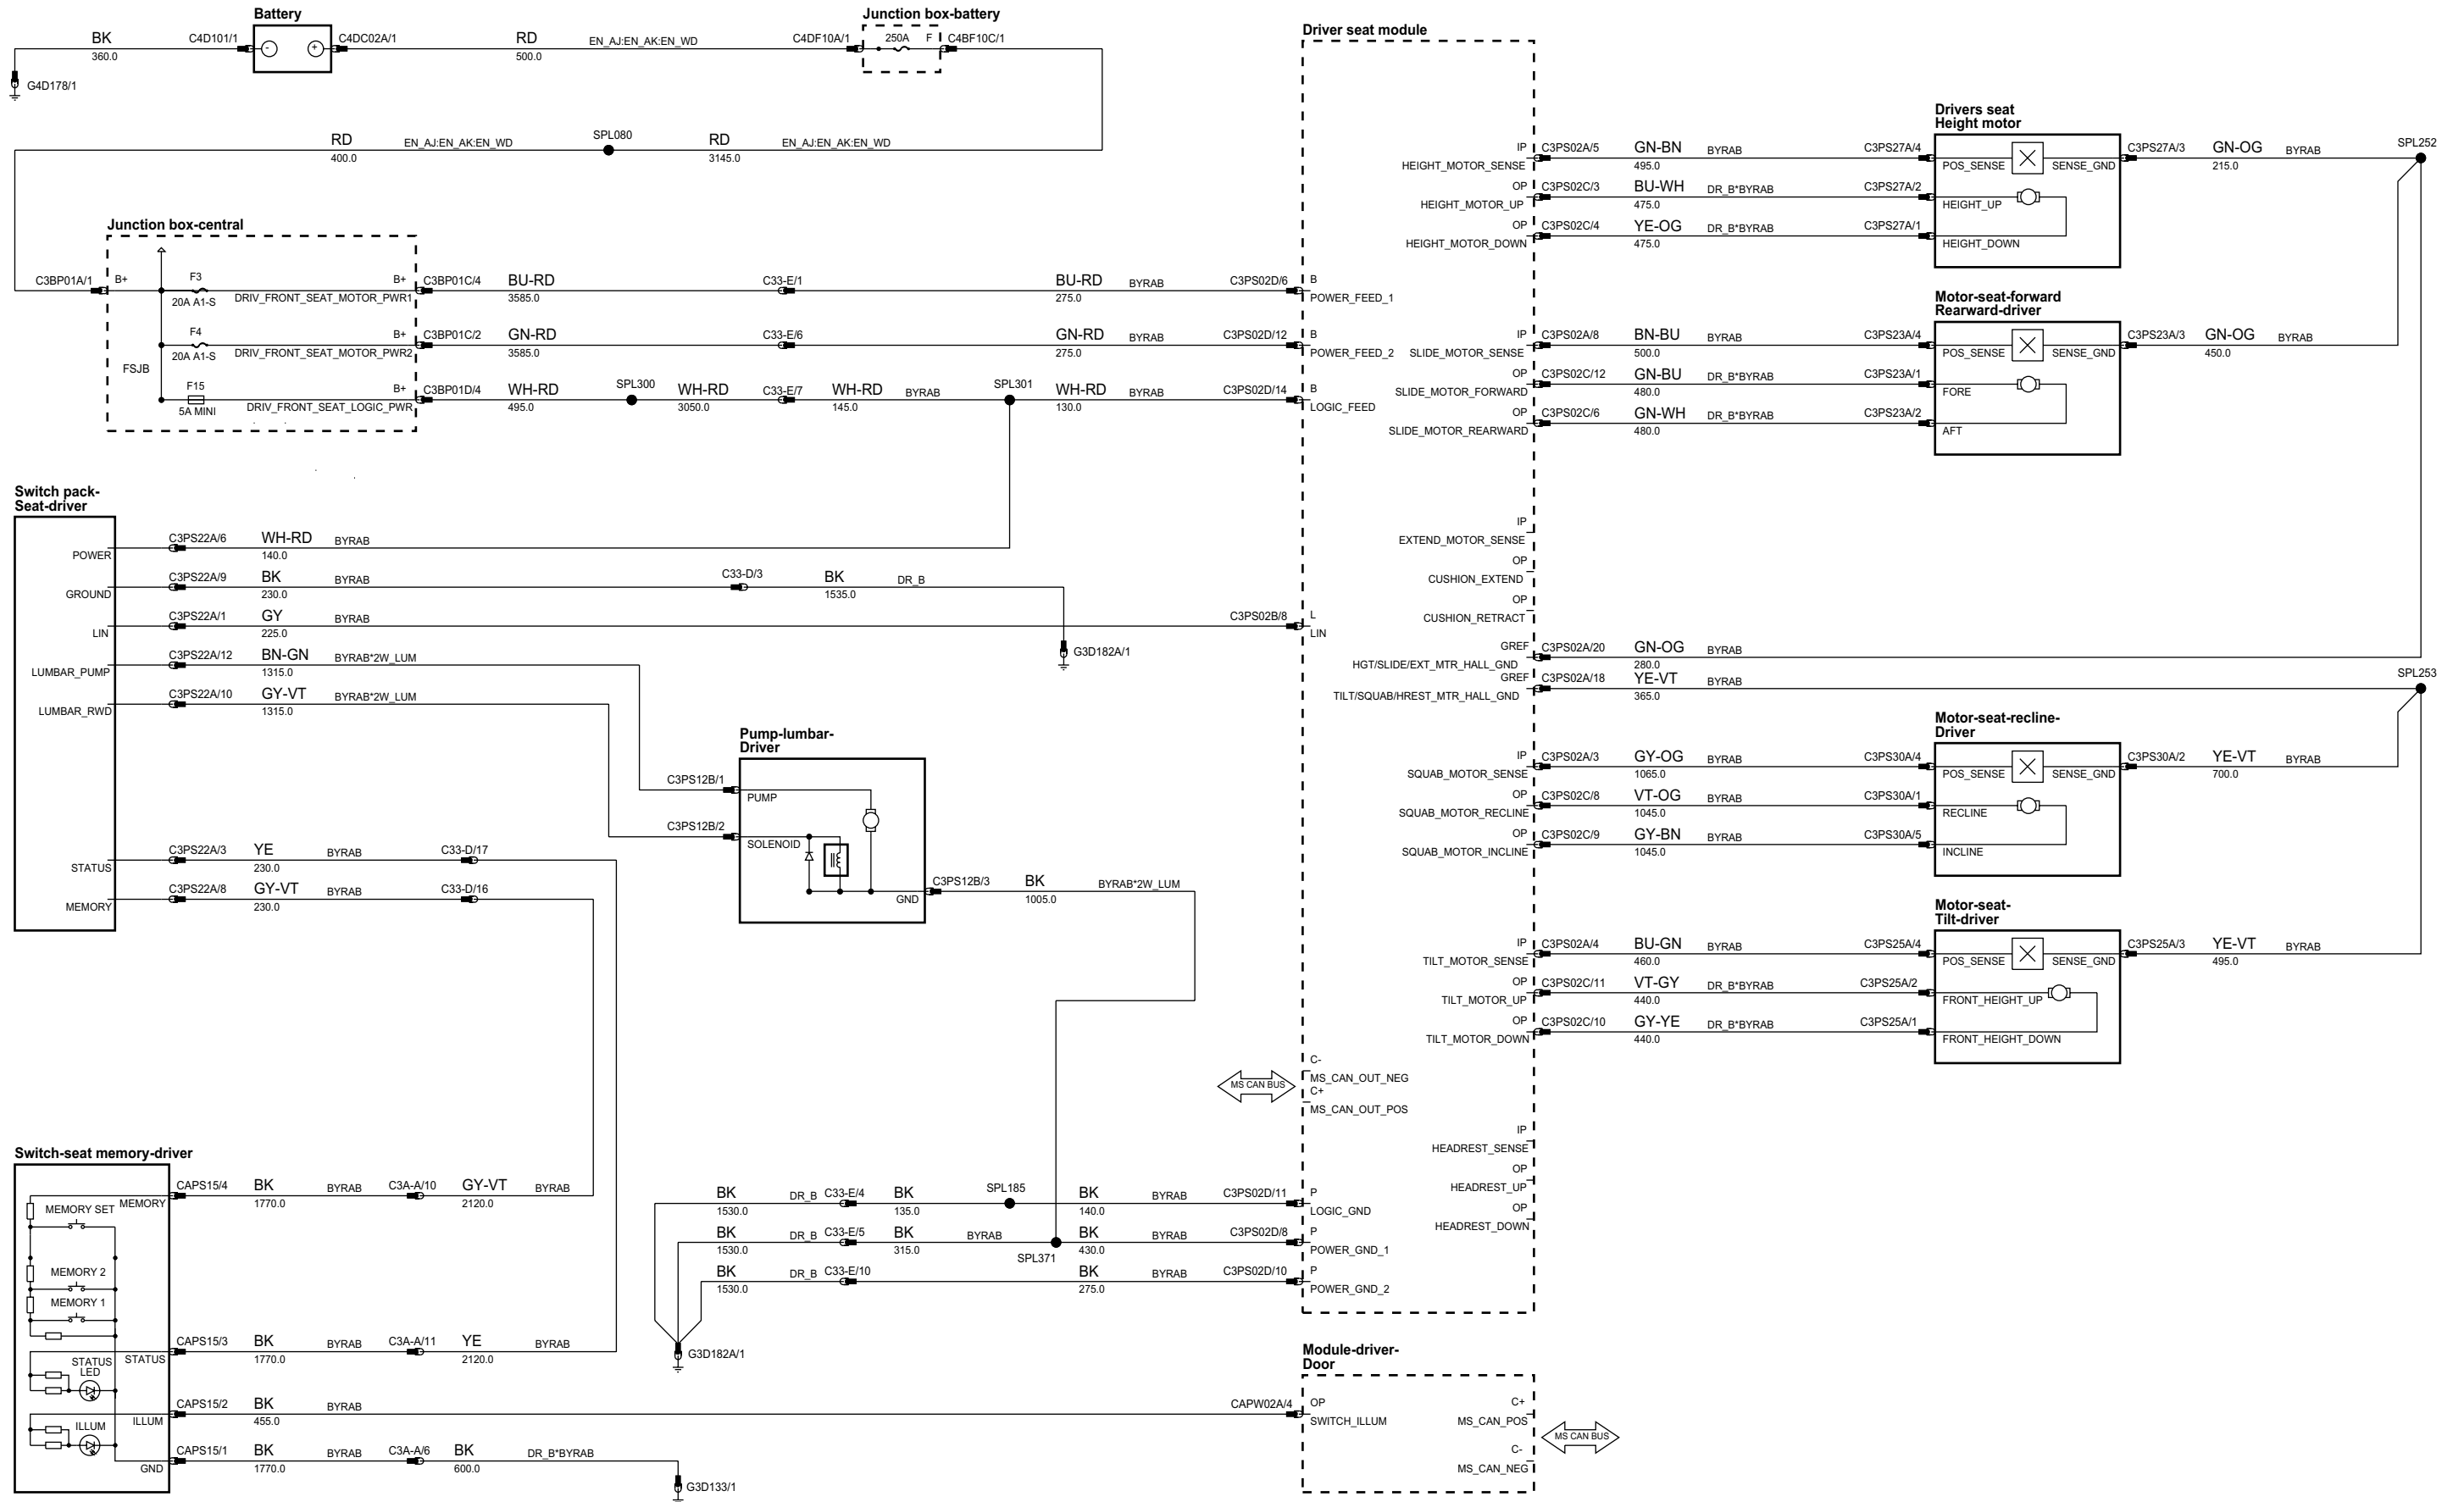 Battery
BK
360.0
C4D101/1
-
+
C4DC02A/1
RD
500.0
EN_AJ:EN_AK:EN_WD
G4D178/1
Junction box-battery
C4DF10A/1
250A F
C4BF10C/1
RD
400.0
EN_AJ:EN_AK:EN_WD
SPL080
RD
3145.0
EN_AJ:EN_AK:EN_WD
Junction box-central
C3BP01A/1
B+
F3
20A A1-S
B+
DRIV_FRONT_SEAT_MOTOR_PWR1
C3BP01C/4
BU-RD
3585.0
C33-E/1
BU-RD
275.0
BYRAB
C3PS02D/6
F4
20A A1-S
B+
DRIV_FRONT_SEAT_MOTOR_PWR2
C3BP01C/2
GN-RD
3585.0
C33-E/6
GN-RD
275.0
BYRAB
C3PS02D/12
FSJB
F15
5A MINI
B+
DRIV_FRONT_SEAT_LOGIC_PWR
C3BP01D/4
WH-RD
495.0
SPL300
WH-RD
3050.0
C33-E/7
WH-RD
145.0
BYRAB
SPL301
WH-RD
130.0
C3PS02D/14
Switch pack-
Seat-driver
POWER
C3PS22A/6
WH-RD
140.0
BYRAB
GROUND
C3PS22A/9
BK
230.0
BYRAB
C33-D/3
BK
1535.0
DR_B
G3D182A/1
LIN
C3PS22A/1
GY
225.0
BYRAB
C3PS02B/8
LUMBAR_PUMP
C3PS22A/12
BN-GN
1315.0
BYRAB*2W_LUM
LUMBAR_RWD
C3PS22A/10
GY-VT
1315.0
BYRAB*2W_LUM
STATUS
C3PS22A/3
YE
230.0
BYRAB
C33-D/17
MEMORY
C3PS22A/8
GY-VT
230.0
BYRAB
C33-D/16
Pump-lumbar-
Driver
C3PS12B/1
PUMP
C3PS12B/2
SOLENOID
GND
C3PS12B/3
BK
1005.0
BYRAB*2W_LUM
Switch-seat memory-driver
MEMORY
MEMORY SET
MEMORY 2
MEMORY 1
STATUS
STATUS
LED
ILLUM
ILLUM
GND
CAPS15/4
BK
1770.0
BYRAB
C3A-A/10
GY-VT
2120.0
BYRAB
CAPS15/3
BK
1770.0
BYRAB
C3A-A/11
YE
2120.0
BYRAB
CAPS15/2
BK
455.0
BYRAB
CAPW02A/4
CAPS15/1
BK
1770.0
BYRAB
C3A-A/6
BK
600.0
DR_B*BYRAB
G3D133/1
BK
1530.0
DR_B
C33-E/4
BK
135.0
SPL185
BK
140.0
BYRAB
C3PS02D/11
BK
1530.0
DR_B
C33-E/5
BK
315.0
BYRAB
SPL371
BK
430.0
BYRAB
C3PS02D/8
BK
1530.0
DR_B
C33-E/10
BK
275.0
BYRAB
C3PS02D/10
G3D182A/1
Driver seat module
B
POWER_FEED_1
B
POWER_FEED_2
B
LOGIC_FEED
L
LIN
C-
MS_CAN_OUT_NEG
C+
MS_CAN_OUT_POS
MS CAN BUS
P
LOGIC_GND
P
POWER_GND_1
P
POWER_GND_2
IP
HEIGHT_MOTOR_SENSE
C3PS02A/5
GN-BN
495.0
BYRAB
C3PS27A/4
OP
HEIGHT_MOTOR_UP
C3PS02C/3
BU-WH
475.0
DR_B*BYRAB
C3PS27A/2
OP
HEIGHT_MOTOR_DOWN
C3PS02C/4
YE-OG
475.0
DR_B*BYRAB
C3PS27A/1
Drivers seat
Height motor
POS_SENSE
SENSE_GND
HEIGHT_UP
HEIGHT_DOWN
C3PS27A/3
GN-OG
215.0
BYRAB
SPL252
IP
SLIDE_MOTOR_SENSE
C3PS02A/8
BN-BU
500.0
BYRAB
C3PS23A/4
OP
SLIDE_MOTOR_FORWARD
C3PS02C/12
GN-BU
480.0
DR_B*BYRAB
C3PS23A/1
OP
SLIDE_MOTOR_REARWARD
C3PS02C/6
GN-WH
480.0
DR_B*BYRAB
C3PS23A/2
Motor-seat-forward
Rearward-driver
POS_SENSE
SENSE_GND
FORE
AFT
C3PS23A/3
GN-OG
450.0
BYRAB
IP
EXTEND_MOTOR_SENSE
OP
CUSHION_EXTEND
OP
CUSHION_RETRACT
GREF
HGT/SLIDE/EXT_MTR_HALL_GND
C3PS02A/20
GN-OG
280.0
BYRAB
GREF
TILT/SQUAB/HREST_MTR_HALL_GND
C3PS02A/18
YE-VT
365.0
BYRAB
SPL253
IP
SQUAB_MOTOR_SENSE
C3PS02A/3
GY-OG
1065.0
BYRAB
C3PS30A/4
OP
SQUAB_MOTOR_RECLINE
C3PS02C/8
VT-OG
1045.0
BYRAB
C3PS30A/1
OP
SQUAB_MOTOR_INCLINE
C3PS02C/9
GY-BN
1045.0
BYRAB
C3PS30A/5
Motor-seat-recline-
Driver
POS_SENSE
SENSE_GND
RECLINE
INCLINE
C3PS30A/2
YE-VT
700.0
BYRAB
IP
TILT_MOTOR_SENSE
C3PS02A/4
BU-GN
460.0
BYRAB
C3PS25A/4
OP
TILT_MOTOR_UP
C3PS02C/11
VT-GY
440.0
DR_B*BYRAB
C3PS25A/2
OP
TILT_MOTOR_DOWN
C3PS02C/10
GY-YE
440.0
DR_B*BYRAB
C3PS25A/1
Motor-seat-
Tilt-driver
POS_SENSE
SENSE_GND
FRONT_HEIGHT_UP
FRONT_HEIGHT_DOWN
C3PS25A/3
YE-VT
495.0
BYRAB
IP
HEADREST_SENSE
OP
HEADREST_UP
OP
HEADREST_DOWN
Module-driver-
Door
OP
SWITCH_ILLUM
C+
MS_CAN_POS
C-
MS_CAN_NEG
MS CAN BUS